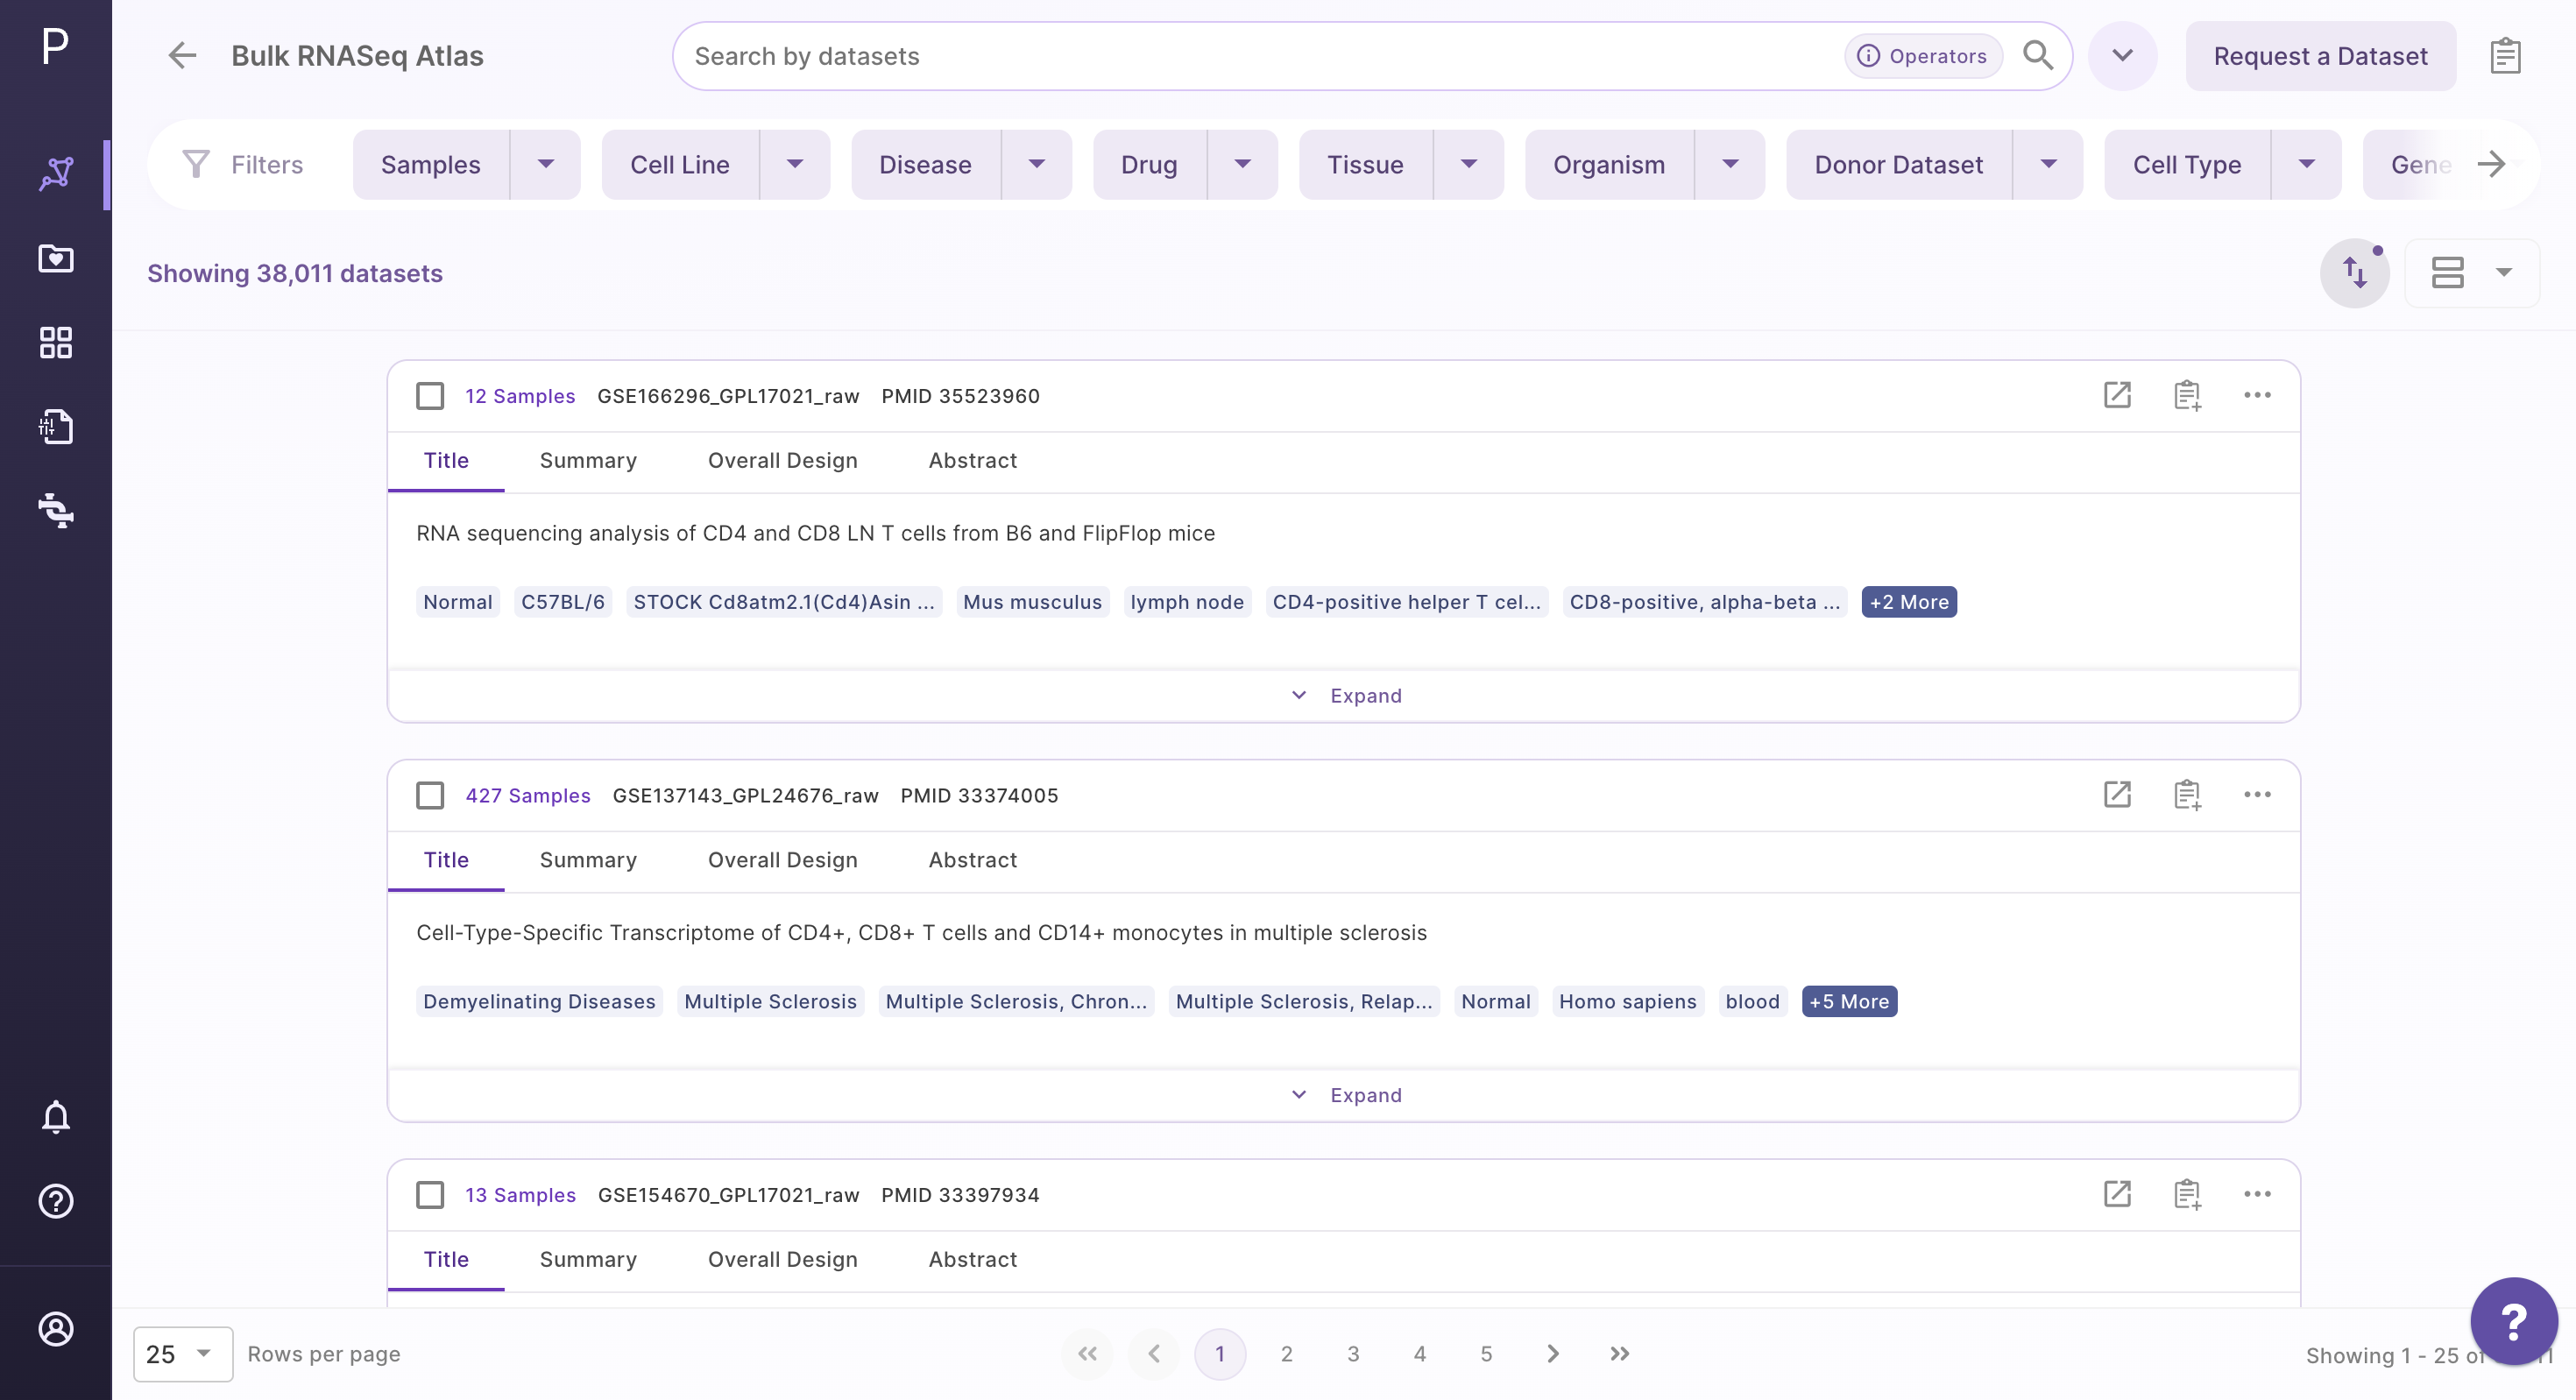 P
Bulk RNASeq Atlas
Search by datasets
Operators
Request a Dataset
Filters
Samples
Cell Line
Disease
Drug
Tissue
Organism
Donor Dataset
Cell Type
Gene
Showing 38,011 datasets
12 Samples GSE166296_GPL17021_raw PMID 35523960
Title Summary Overall Design Abstract
RNA sequencing analysis of CD4 and CD8 LN T cells from B6 and FlipFlop mice
Normal C57BL/6 STOCK Cd8atm2.1(Cd4)Asin ... Mus musculus lymph node CD4-positive helper T cel... CD8-positive, alpha-beta ... +2 More
Expand
427 Samples GSE137143_GPL24676_raw PMID 33374005
Title Summary Overall Design Abstract
Cell-Type-Specific Transcriptome of CD4+, CD8+ T cells and CD14+ monocytes in multiple sclerosis
Demyelinating Diseases Multiple Sclerosis Multiple Sclerosis, Chron... Multiple Sclerosis, Relap... Normal Homo sapiens blood +5 More
Expand
13 Samples GSE154670_GPL17021_raw PMID 33397934
Title Summary Overall Design Abstract
25 Rows per page
1 2 3 4 5
Showing 1 - 25 of
?